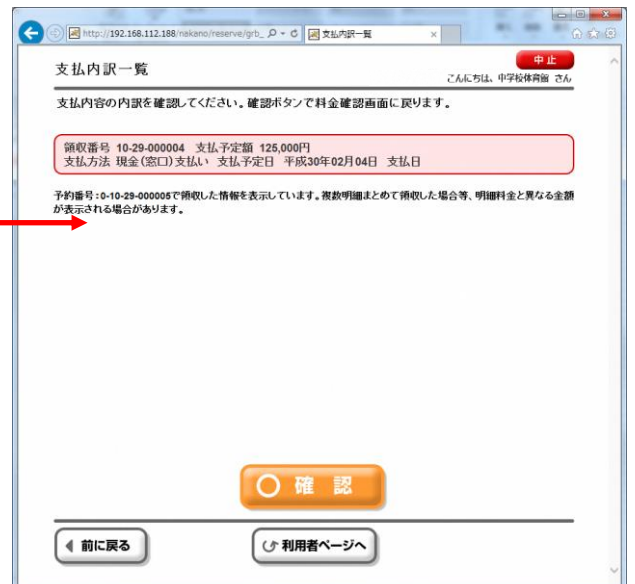 http://192.168.112.188/nakano/reserve/grb_
支払内訳一覧
支払内訳一覧
中止
こんにちは、中学校体育館 さん
支払内容の内訳を確認してください。確認ボタンで料金確認画面に戻ります。
領収番号 10-29-000004 支払予定額 125,000円
支払方法 現金(窓口)支払い 支払予定日 平成30年02月04日 支払日
予約番号:0-10-29-000005で領収した情報を表示しています。複数明細まとめて領収した場合等、明細料金と異なる金額
が表示される場合があります。
確 認
前に戻る
利用者ページへ